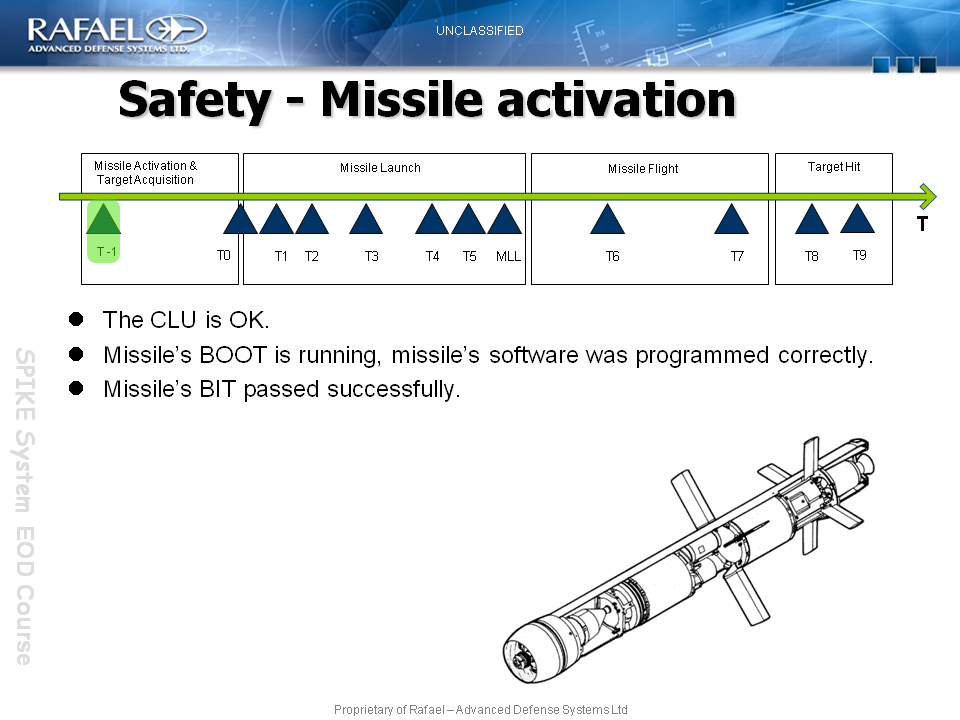 RAFAEL
ADVANCED DEFENSE SYSTEMS LTD.
UNCLASSIFIED
Safety - Missile activation
Missile Activation &
Target Acquisition
Missile Launch
Missile Flight
Target Hit
T
T -1
T0
T1
T2
T3
T4
T5
MLL
T6
T7
T8
T9
The CLU is OK.
Missile's BOOT is running, missile's software was programmed correctly.
Missile's BIT passed successfully.
SPIKE System EOD Course
Proprietary of Rafael – Advanced Defense Systems Ltd